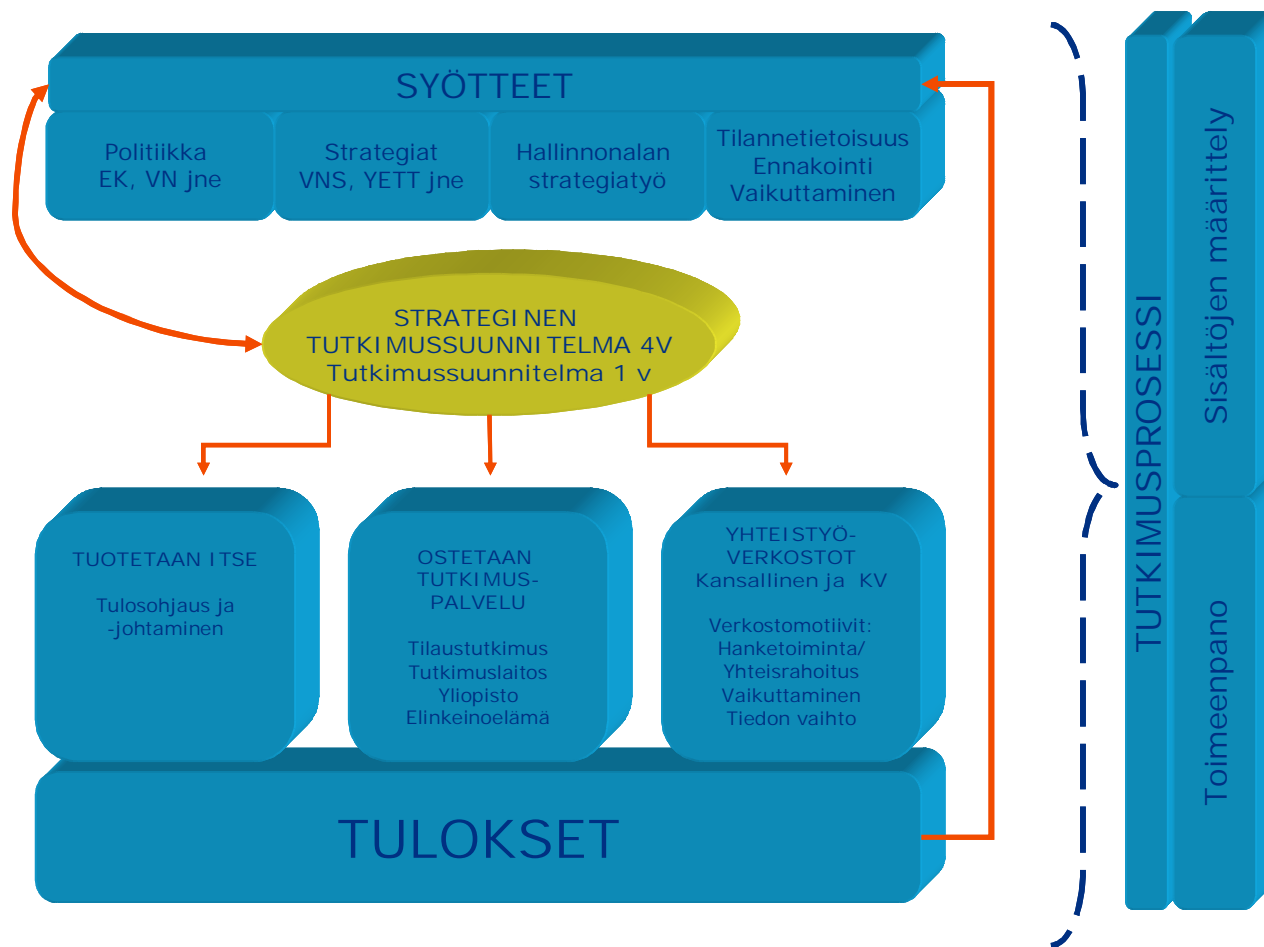 SYÖTTEET
Politiikka
EK, VN jne
Strategiat
VNS, YETT jne
Hallinnonalan
strategiatyö
Tilannetietoisuus
Ennakointi
Vaikuttaminen
STRATEGINEN
TUTKIMUSSUUNNITELMA 4V
Tutkimussuunnitelma 1 v
TUOTETAAN ITSE
Tulosohjaus ja
-johtaminen
OSTETAAN
TUTKIMUS-
PALVELU
Tilaustutkimus
Tutkimuslaitos
Yliopisto
Elinkeinoelämä
YHTEISTYÖ-
VERKOSTOT
Kansallinen ja KV
Verkostomotiivit:
Hanketoiminta/
Yhteisrahoitus
Vaikuttaminen
Tiedon vaihto
TULOKSET
TUTKIMUSPROSESSI
Sisältöjen määrittely
Toimeenpano